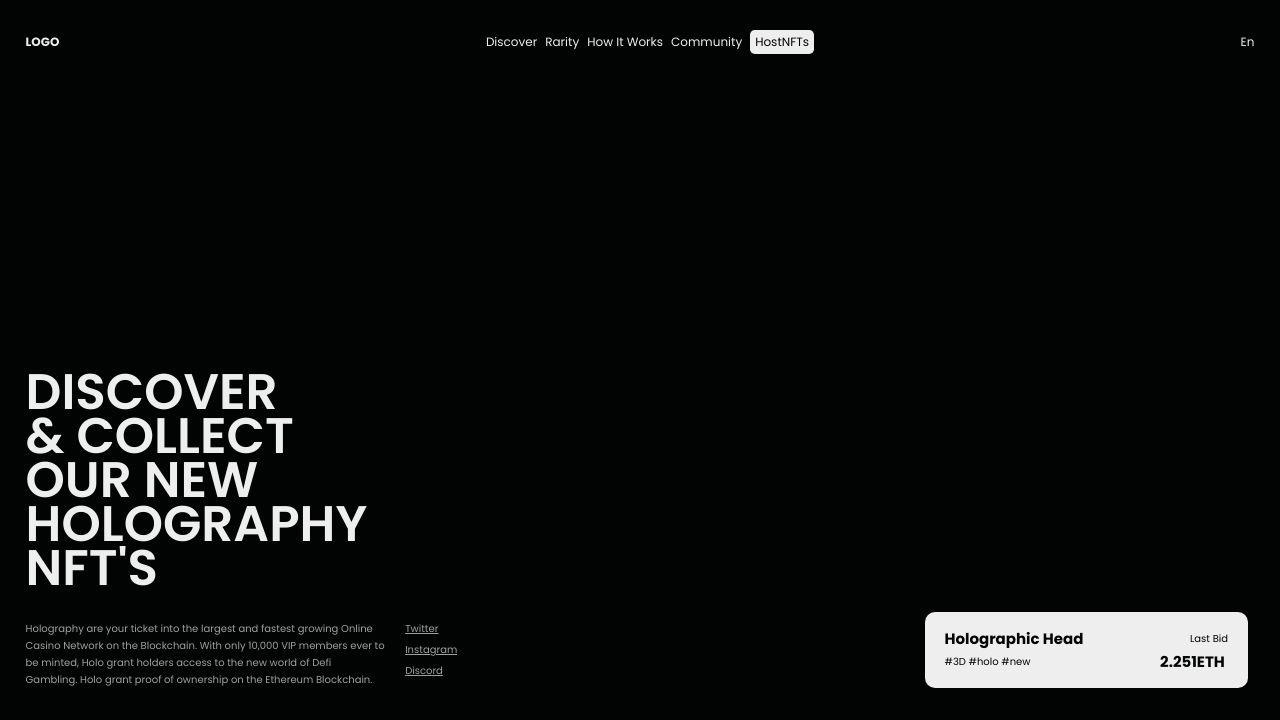 LOGO
Discover Rarity How It Works Community HostNFTs
En
DISCOVER
& COLLECT
OUR NEW
HOLOGRAPHY
NFT'S
Holography are your ticket into the largest and fastest growing Online
Casino Network on the Blockchain. With only 10,000 VIP members ever to
be minted, Holo grant holders access to the new world of Defi
Gambling. Holo grant proof of ownership on the Ethereum Blockchain.
Twitter
Instagram
Discord
Holographic Head
#3D #holo #new
Last Bid
2.251ETH